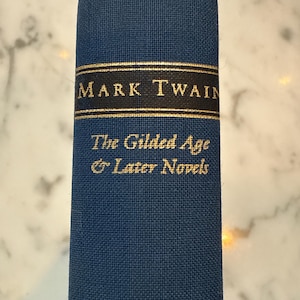 MARK TWAIN
The Gilded Age
& Later Novels